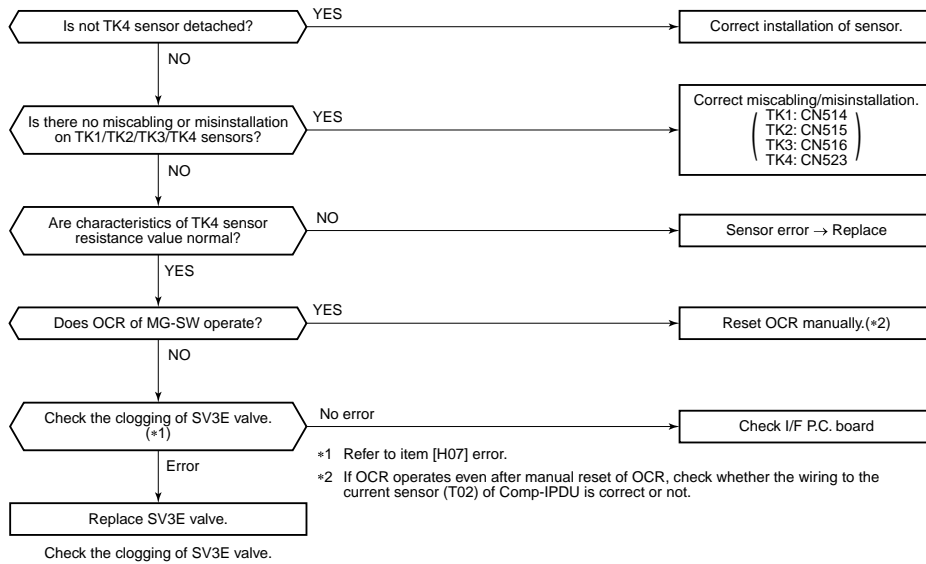 Is not TK4 sensor detached?
YES
Correct installation of sensor.
NO
Is there no miscabling or misinstallation
on TK1/TK2/TK3/TK4 sensors?
YES
Correct miscabling/misinstallation.
TK1: CN514
TK2: CN515
TK3: CN516
TK4: CN523
NO
Are characteristics of TK4 sensor
resistance value normal?
NO
Sensor error → Replace
YES
Does OCR of MG-SW operate?
YES
Reset OCR manually.(∗2)
NO
Check the clogging of SV3E valve.
(∗1)
No error
Check I/F P.C. board
Error
Replace SV3E valve.
Check the clogging of SV3E valve.
∗1 Refer to item [H07] error.
∗2 If OCR operates even after manual reset of OCR, check whether the wiring to the
current sensor (T02) of Comp-IPDU is correct or not.